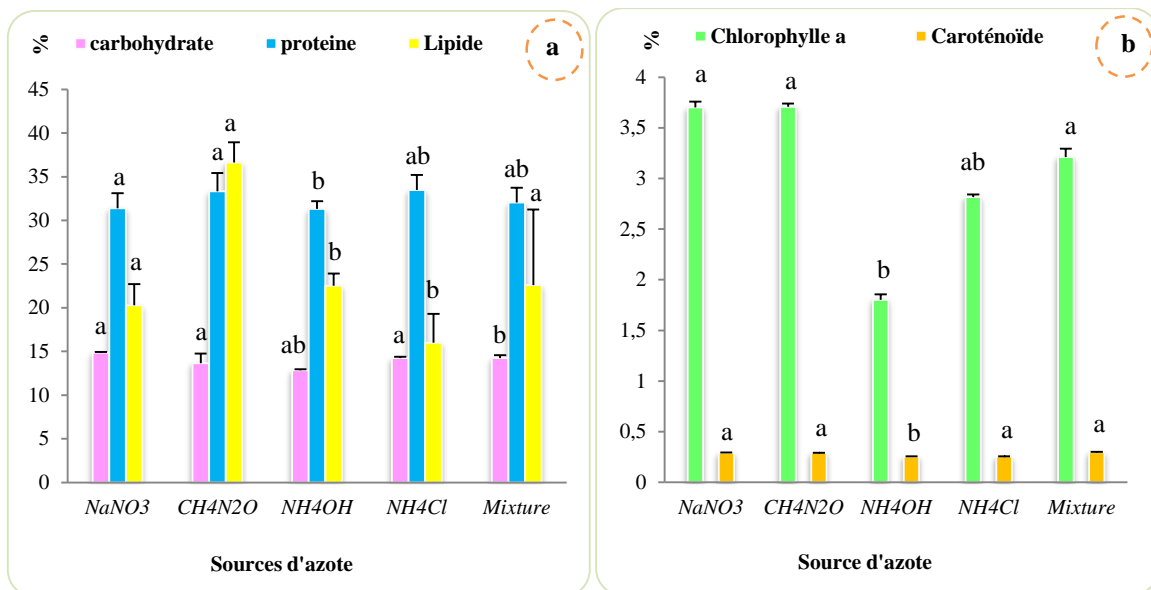 %
carbohydrate proteine Lipide
a
45
40
35
30
25
20
15
10
5
0
a a a
a a a
ab b b
a ab b
b ab a
NaNO3 CH4N2O NH4OH NH4Cl Mixture
Sources d'azote
%
Chlorophylle a Caroténoïde
b
4
3,5
3
2,5
2
1,5
1
0,5
0
a a
a a
b b
ab a
a a
NaNO3 CH4N2O NH4OH NH4Cl Mixture
Source d'azote